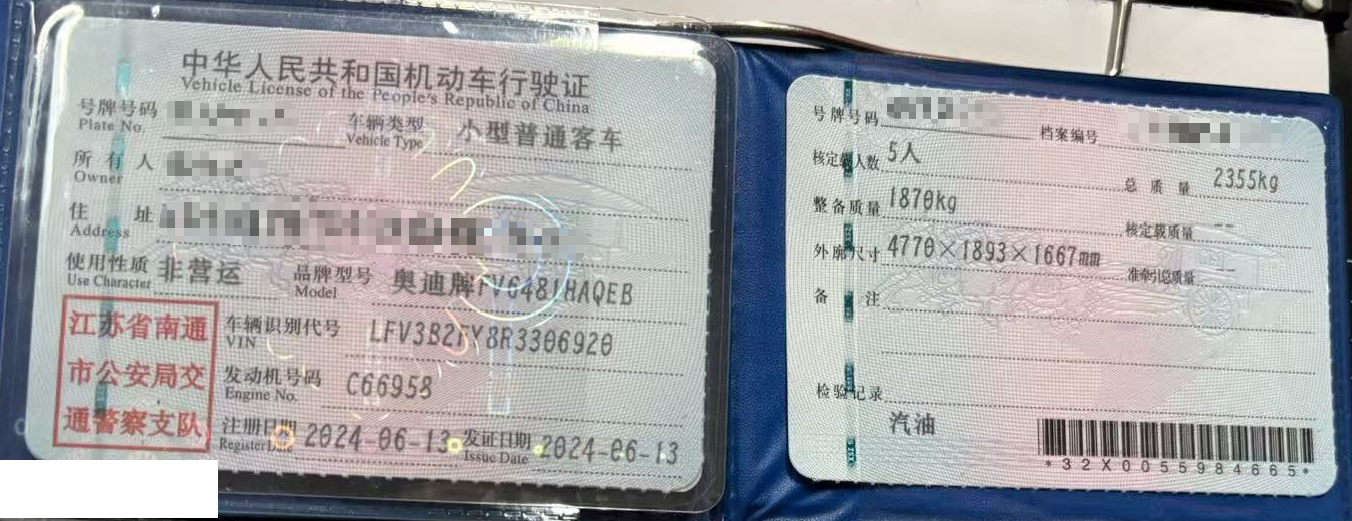 中华人民共和国机动车行驶证
Vehicle License of the People's Republic of China
号牌号码
Plate No.
车辆类型 小型普通客车
Vehicle Type
所有人
Owner
住址
Address
使用性质 非营运
Use Character
品牌型号 奥迪牌FV6481HAQEB
Model
江苏省南通
市公安局交
通警察支队
车辆识别代号 LFV3B2FY8R3306920
VIN
发动机号码 C66958
Engine No.
注册日期 2024-06-13
Register Date
发证日期 2024-06-13
Issue Date
号牌号码
档案编号
核定载人数 5人
总质量 2355kg
整备质量 1870kg
核定载质量 --
外廓尺寸 4770×1893×1667mm
准牵引总质量 --
备注
检验记录
汽油
*32X0055984665*